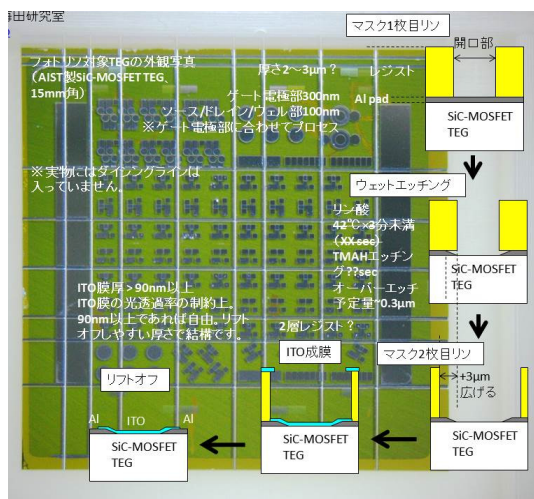 田研究室
マスク1枚目リソ
開口部
フォトリソ対象TEGの外観写真
(AIST製SiC-MOSFET TEG、
15mm角)
厚さ2～3μm？
レジスト
ゲート電極部300nm
ソース/ドレイン/ウェル部100nm
※ゲート電極部に合わせてプロセス
Al pad
SiC-MOSFET
TEG
※実物にはダイシングラインは
入っていません。
ウェットエッチング
リン酸
42℃×3分未満
(XX sec)
TMAHエッチン
グ??sec
オーバーエッチ
予定量~0.3μm
SiC-MOSFET
TEG
ITO膜厚＞90nm以上
ITO膜の光透過率の制約上。
90nm以上であれば自由。リフト
オフしやすい厚さで結構です。
2層レジスト？
ITO成膜
マスク2枚目リソ
+3μm
広げる
リフトオフ
Al ITO Al
SiC-MOSFET
TEG
SiC-MOSFET
TEG
SiC-MOSFET
TEG